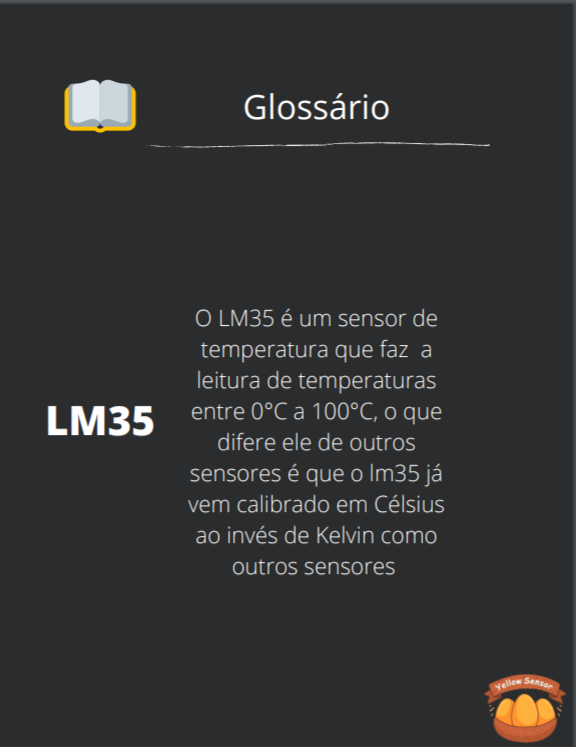 Glossário
LM35
O LM35 é um sensor de
temperatura que faz  a
leitura de temperaturas
entre 0°C a 100°C, o que
difere ele de outros
sensores é que o lm35 já
vem calibrado em Célsius
ao invés de Kelvin como
outros sensores
Yellow Sensor